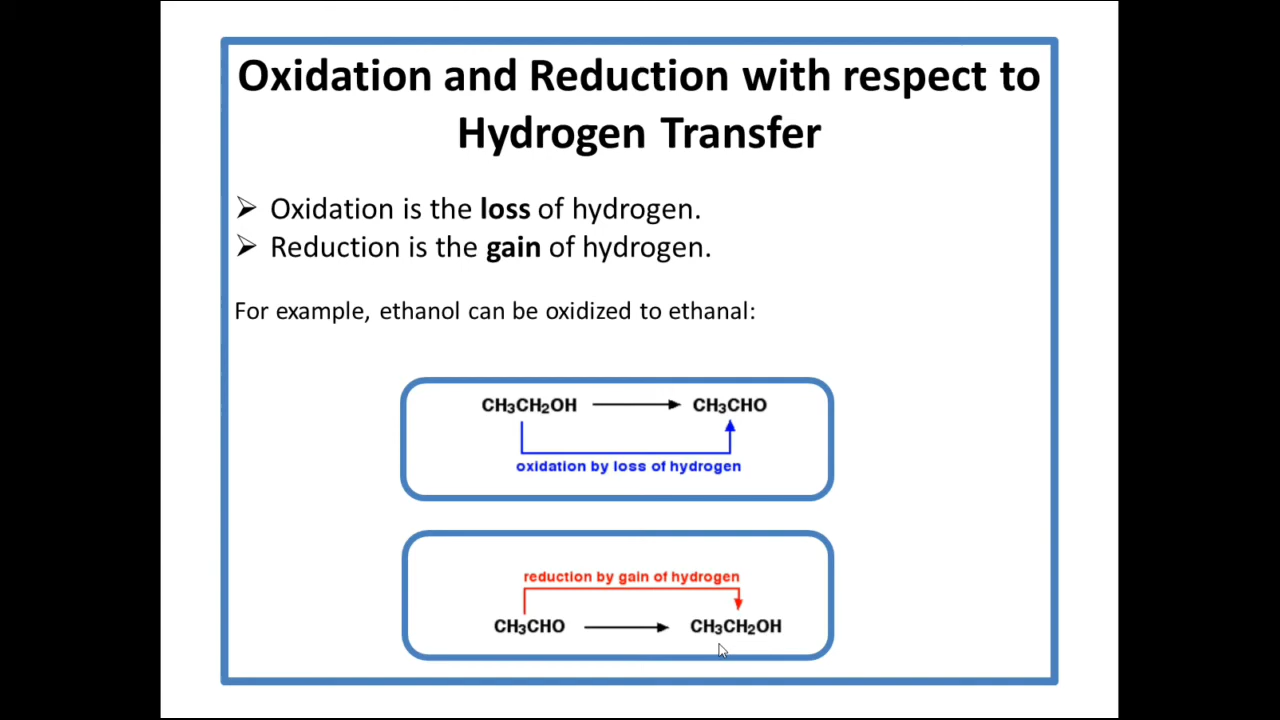 Oxidation and Reduction with respect to
Hydrogen Transfer
➢ Oxidation is the loss of hydrogen.
➢ Reduction is the gain of hydrogen.
For example, ethanol can be oxidized to ethanal:
CH₃CH₂OH ⟶ CH₃CHO
oxidation by loss of hydrogen
reduction by gain of hydrogen
CH₃CHO ⟶ CH₃CH₂OH